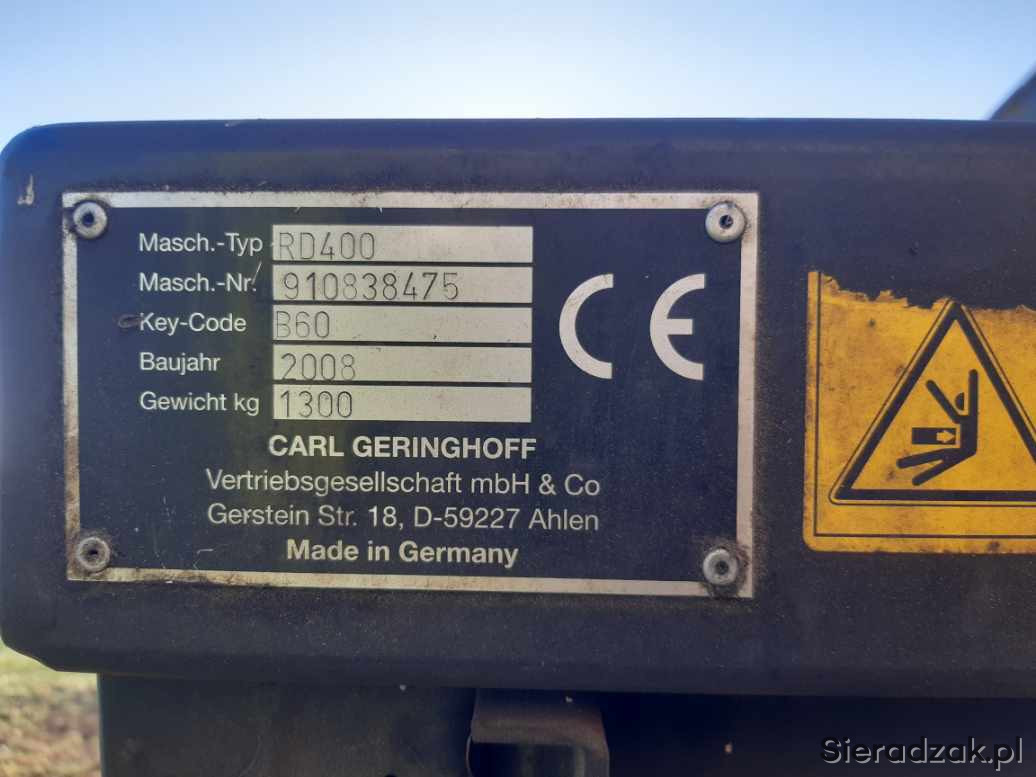 Masch.-Typ RD400
Masch.-Nr. 910838475
Key-Code B60
Baujahr 2008
Gewicht kg 1300
CE
CARL GERINGHOFF
Vertriebsgesellschaft mbH & Co
Gerstein Str. 18, D-59227 Ahlen
Made in Germany
Sieradzak.pl